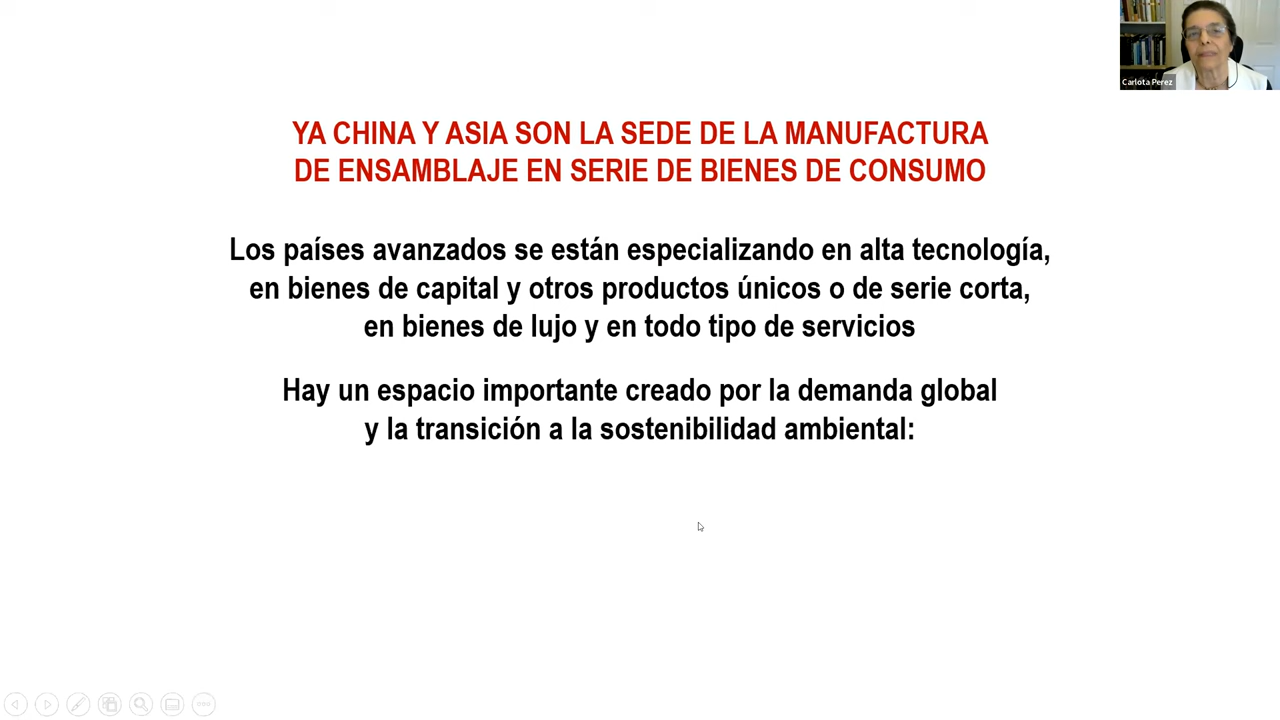 Carlota Perez
YA CHINA Y ASIA SON LA SEDE DE LA MANUFACTURA
DE ENSAMBLAJE EN SERIE DE BIENES DE CONSUMO
Los países avanzados se están especializando en alta tecnología,
en bienes de capital y otros productos únicos o de serie corta,
en bienes de lujo y en todo tipo de servicios
Hay un espacio importante creado por la demanda global
y la transición a la sostenibilidad ambiental: